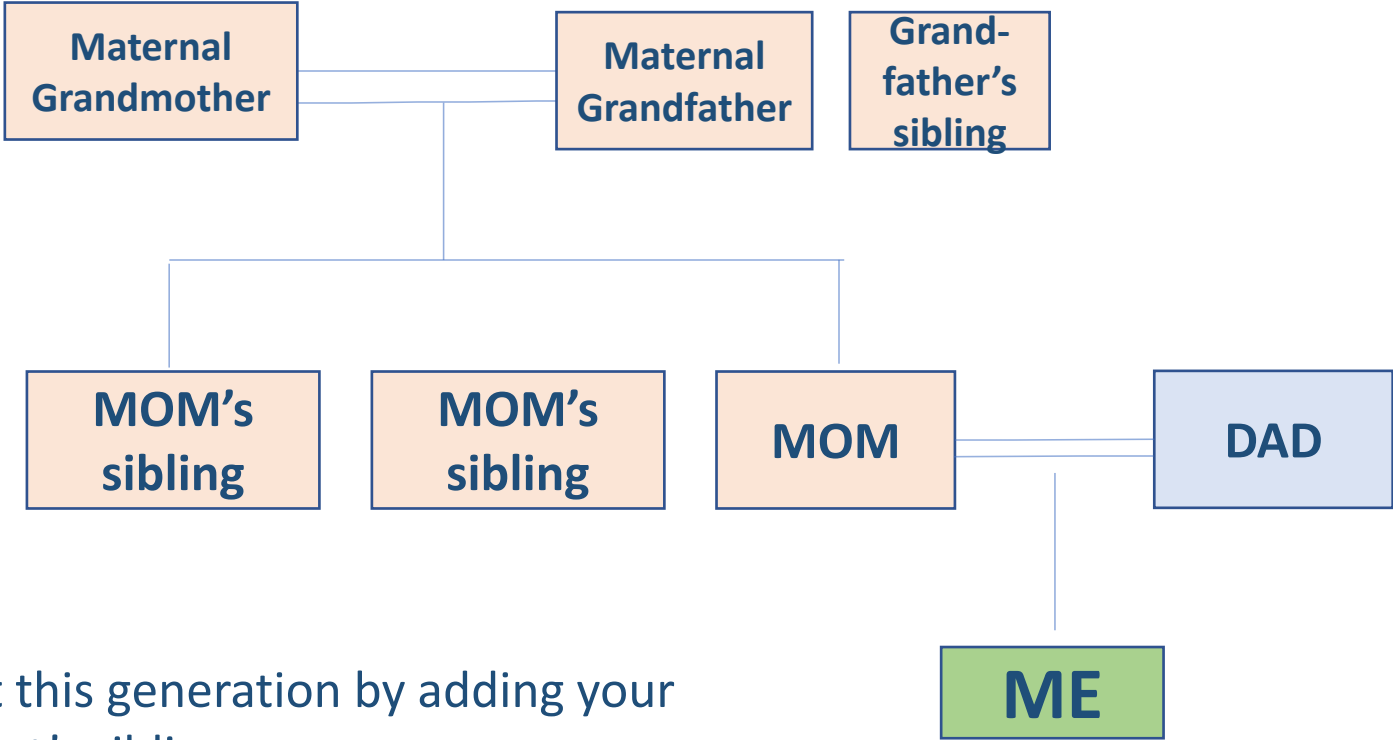 Maternal
Grandmother
Maternal
Grandfather
Grand-
father’s
sibling
MOM’s
sibling
MOM’s
sibling
MOM
DAD
ME
this generation by adding your